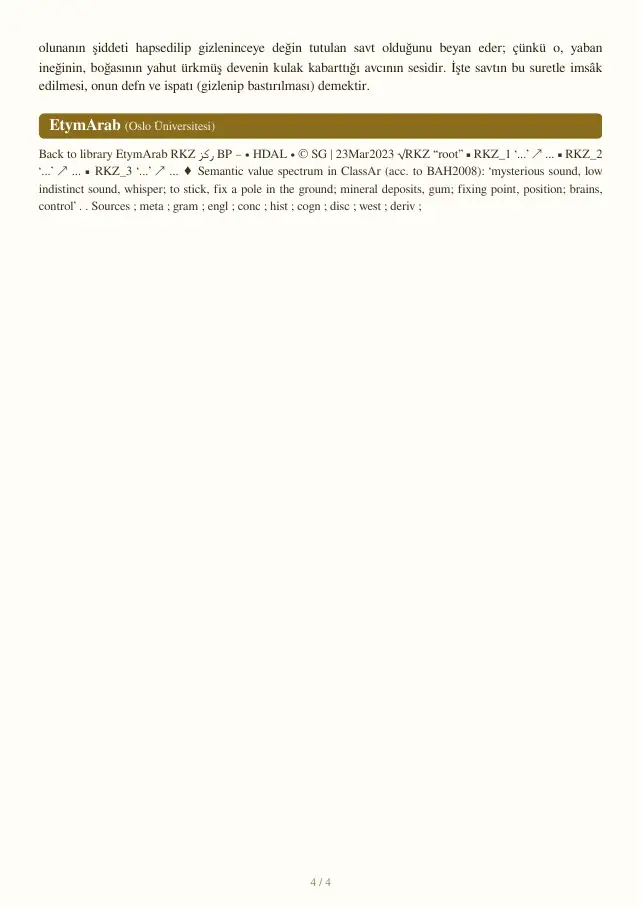 olunanın şiddeti hapsedilip gizleninceye değin tutulan savt olduğunu beyan eder; çünkü o, yaban
ineğinin, boğasının yahut ürkmüş devenin kulak kabarttığı avcının sesidir. İşte savtın bu suretle imsâk
edilmesi, onun defn ve ispatı (gizlenip bastırılması) demektir.
EtymArab (Oslo Üniversitesi)
Back to library EtymArab RKZ ركز BP – • HDAL • © SG | 23Mar2023 √RKZ “root” ▪ RKZ_1 ‘...’ ↗ ... ▪ RKZ_2
‘...’ ↗ ... ▪ RKZ_3 ‘...’ ↗ ... ♦ Semantic value spectrum in ClassAr (acc. to BAH2008): ‘mysterious sound, low
indistinct sound, whisper; to stick, fix a pole in the ground; mineral deposits, gum; fixing point, position; brains,
control’ . . Sources ; meta ; gram ; engl ; conc ; hist ; cogn ; disc ; west ; deriv ;
4 / 4